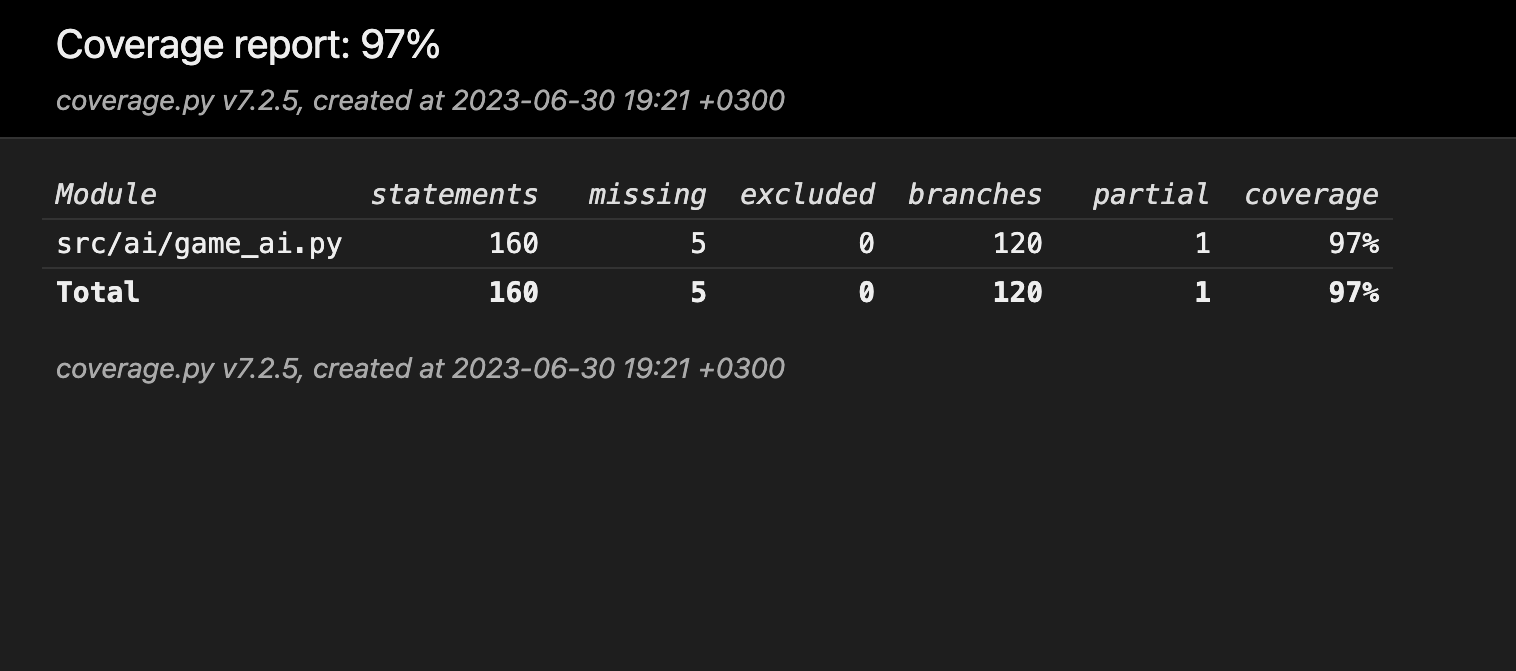 Coverage report: 97%
coverage.py v7.2.5, created at 2023-06-30 19:21 +0300
Module statements missing excluded branches partial coverage
src/ai/game_ai.py 160 5 0 120 1 97%
Total 160 5 0 120 1 97%
coverage.py v7.2.5, created at 2023-06-30 19:21 +0300